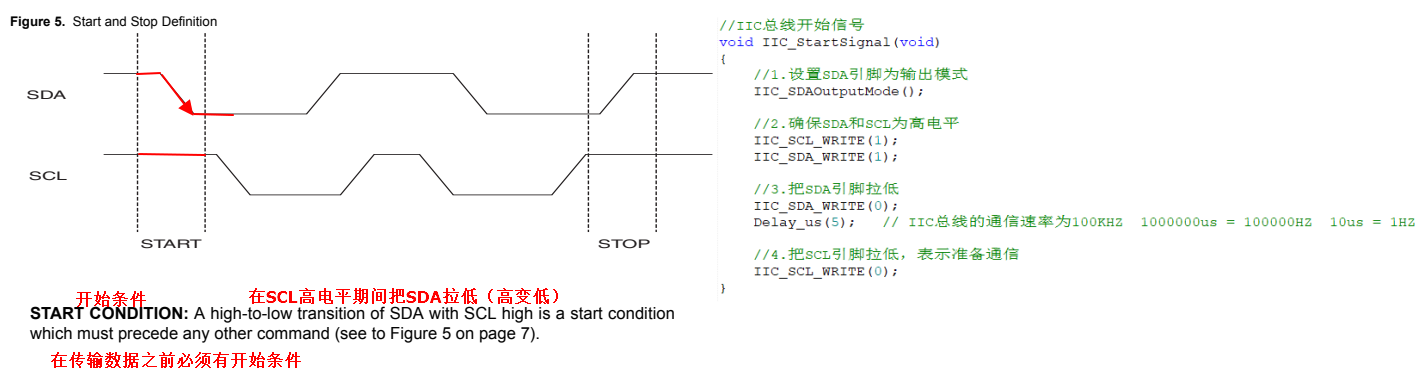 Figure 5. Start and Stop Definition
SDA
SCL
START
STOP
开始条件
在SCL高电平期间把SDA拉低（高变低）
START CONDITION: A high-to-low transition of SDA with SCL high is a start condition
which must precede any other command (see to Figure 5 on page 7).
在传输数据之前必须有开始条件
//IIC总线开始信号
void IIC_StartSignal(void)
{
//1.设置SDA引脚为输出模式
IIC_SDAOutputMode();
//2.确保SDA和SCL为高电平
IIC_SCL_WRITE(1);
IIC_SDA_WRITE(1);
//3.把SDA引脚拉低
IIC_SDA_WRITE(0);
Delay_us(5); // IIC总线的通信速率为100KHZ 1000000us = 100000HZ 10us = 1HZ
//4.把SCL引脚拉低，表示准备通信
IIC_SCL_WRITE(0);
}